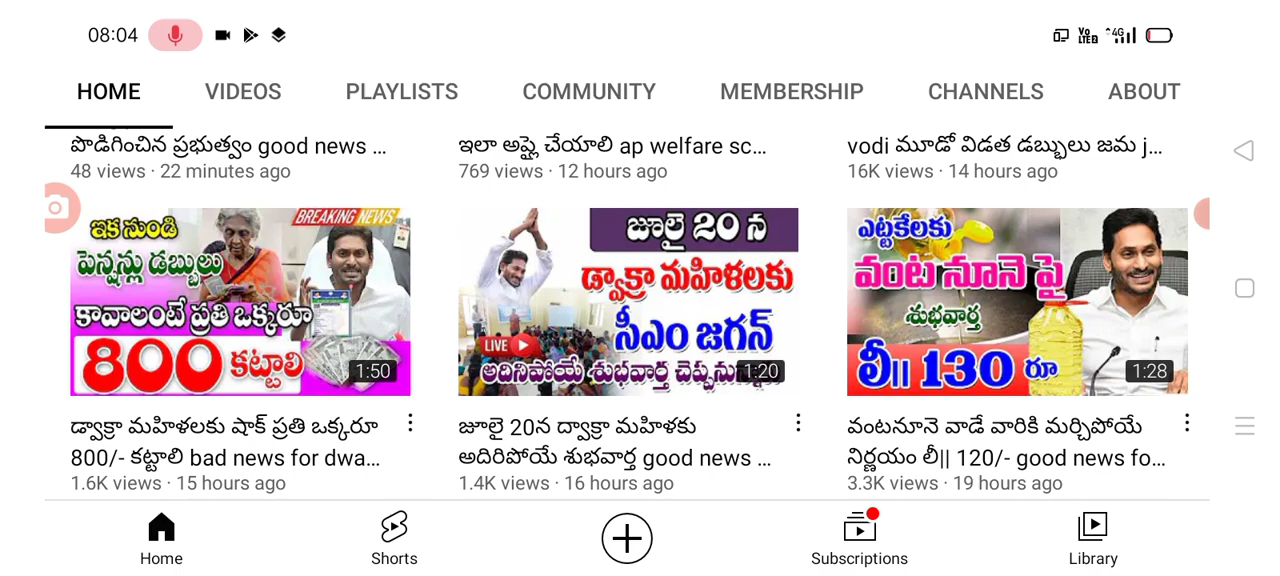 08:04
VO LTE2 4G
HOME VIDEOS PLAYLISTS COMMUNITY MEMBERSHIP CHANNELS ABOUT
పొడిగించిన ప్రభుత్వం good news ...
48 views · 22 minutes ago
ఇలా అప్లై చేయాలి ap welfare sc...
769 views · 12 hours ago
vodi మూడో విడత డబ్బులు జమ j...
16K views · 14 hours ago
BREAKING NEWS
ఇక నుండి
పెన్షన్లు డబ్బులు
కావాలంటే ప్రతి ఒక్కరూ
800 కట్టాలి
1:50
డ్వాక్రా మహిళలకు షాక్ ప్రతి ఒక్కరూ
800/- కట్టాలి bad news for dwa...
1.6K views · 15 hours ago
జూలై 20 న
డ్వాక్రా మహిళలకు
సీఎం జగన్
LIVE
అదినిపోయే శుభవార్త
1:20
జూలై 20న ద్వాక్రా మహిళకు
అదిరిపోయే శుభవార్త good news ...
1.4K views · 16 hours ago
ఎట్టకేలకు
వంట నూనె పై
శుభవార్త
లీ|| 130 రూ
1:28
వంటనూనె వాడే వారికి మర్చిపోయే
నిర్ణయం లీ|| 120/- good news fo...
3.3K views · 19 hours ago
Home Shorts Subscriptions Library